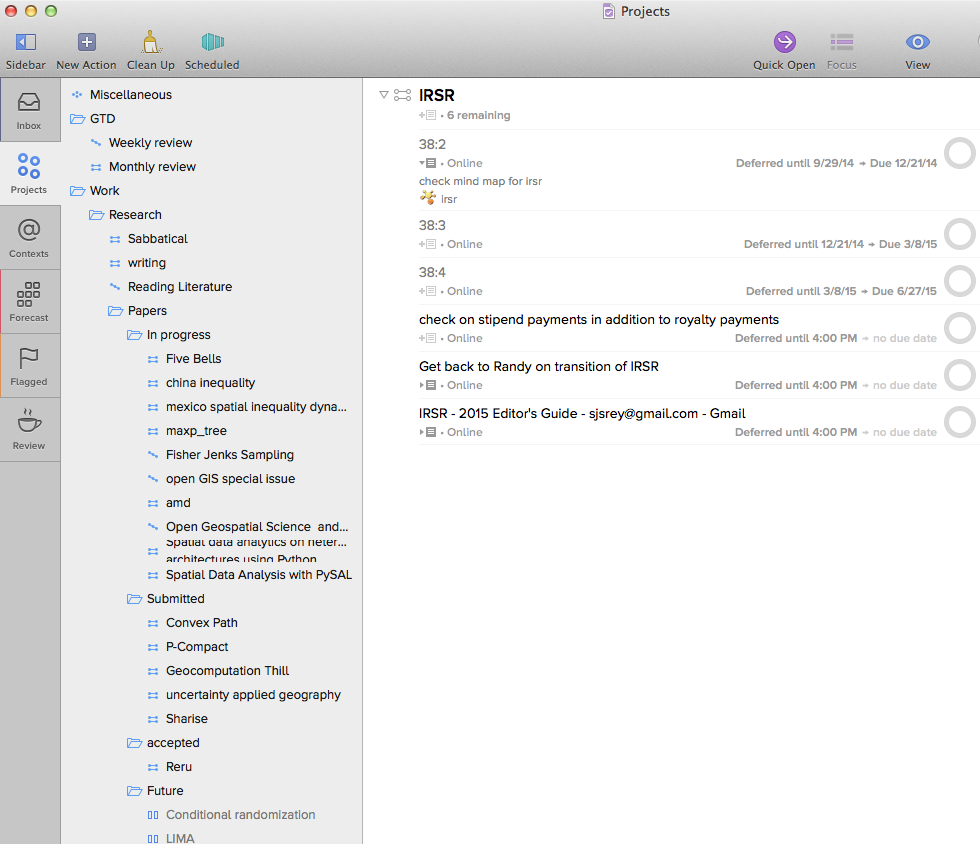 Projects
Sidebar
New Action
Clean Up
Scheduled
Quick Open
Focus
View
Inbox
Projects
Contexts
Forecast
Flagged
Review
Miscellaneous
GTD
Weekly review
Monthly review
Work
Research
Sabbatical
writing
Reading Literature
Papers
In progress
Five Bells
china inequality
mexico spatial inequality dyna...
maxp_tree
Fisher Jenks Sampling
open GIS special issue
amd
Open Geospatial Science and...
Spatial data analytics on heter...
architectures using Python
Spatial Data Analysis with PySAL
Submitted
Convex Path
P-Compact
Geocomputation Thill
uncertainty applied geography
Sharise
accepted
Reru
Future
Conditional randomization
LIMA
IRSR
• 6 remaining
38:2
• Online Deferred until 9/29/14 → Due 12/21/14
check mind map for irsr
irsr
38:3
• Online Deferred until 12/21/14 → Due 3/8/15
38:4
• Online Deferred until 3/8/15 → Due 6/27/15
check on stipend payments in addition to royalty payments
• Online Deferred until 4:00 PM → no due date
Get back to Randy on transition of IRSR
• Online Deferred until 4:00 PM → no due date
IRSR - 2015 Editor's Guide - sjsrey@gmail.com - Gmail
• Online Deferred until 4:00 PM → no due date